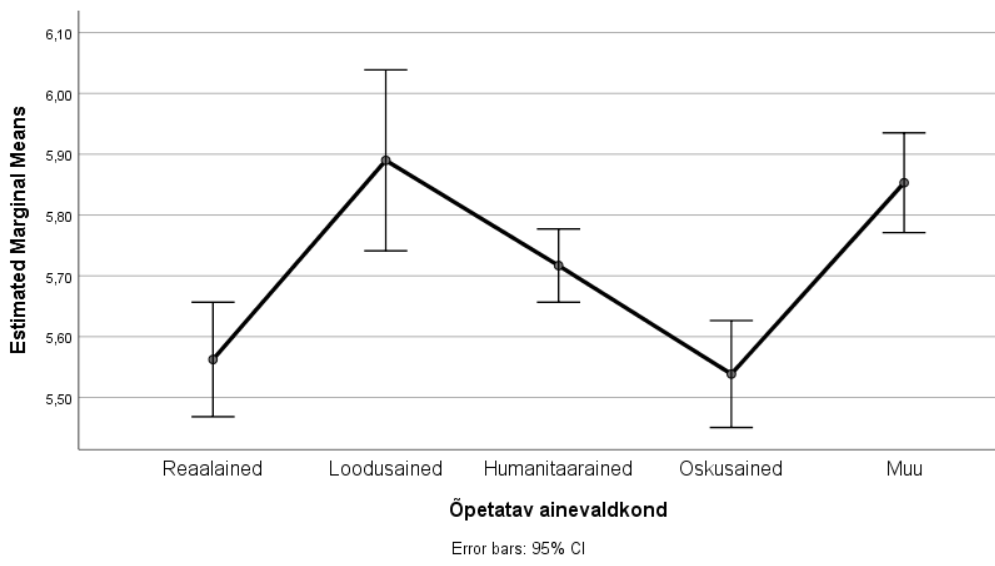 Estimated Marginal Means
6,10
6,00
5,90
5,80
5,70
5,60
5,50
Reaalained
Loodusained
Humanitaarained
Oskusained
Muu
Õpetatav ainevaldkond
Error bars: 95% CI